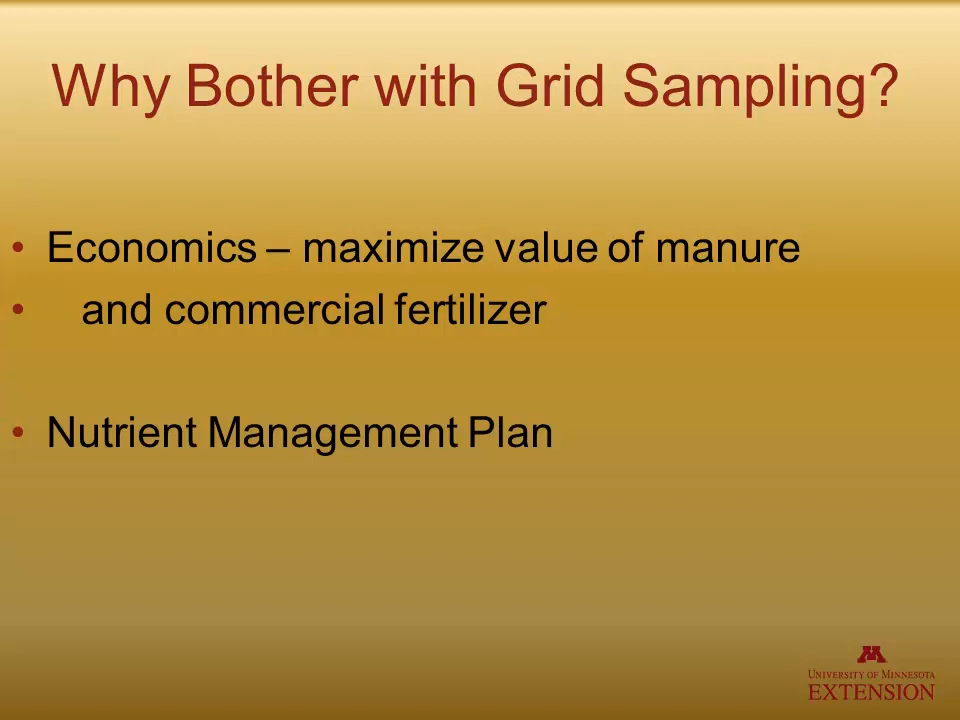 Why Bother with Grid Sampling?
• Economics – maximize value of manure
• and commercial fertilizer
• Nutrient Management Plan
M
UNIVERSITY OF MINNESOTA
EXTENSION